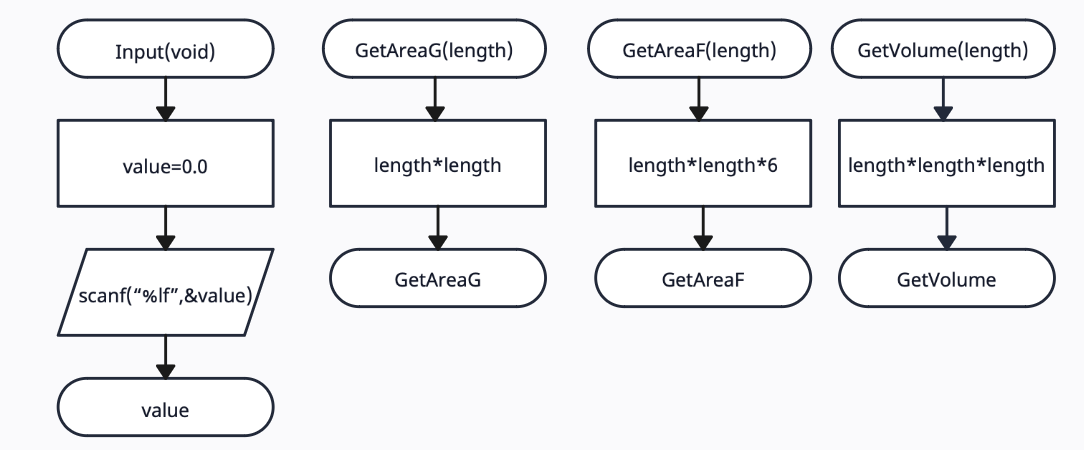 Input(void)
value=0.0
scanf(“%lf”,&value)
value
GetAreaG(length)
length*length
GetAreaG
GetAreaF(length)
length*length*6
GetAreaF
GetVolume(length)
length*length*length
GetVolume